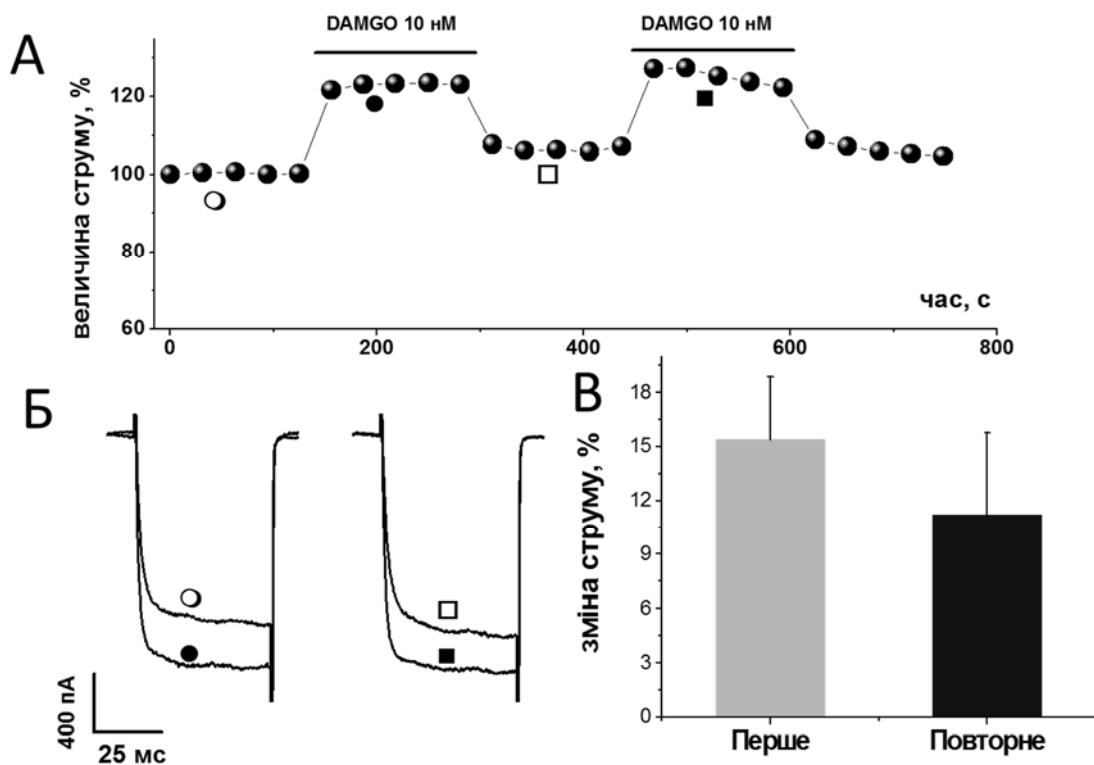 А
DAMGO 10 нМ
DAMGO 10 нМ
величина струму, %
120
100
80
60
0
200
400
600
800
час, с
Б
400 пА
25 мс
В
зміна струму, %
18
15
12
9
6
3
0
Перше
Повторне